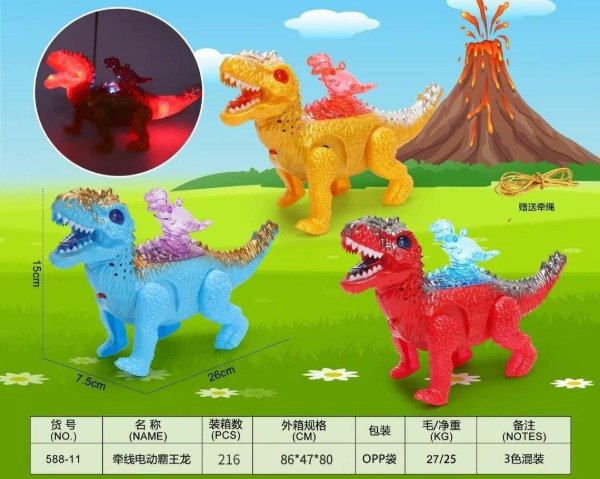 赠送牵绳
15cm
7.5cm
26cm
货 号
(NO.)
名 称
(NAME)
装箱数
(PCS)
外箱规格
(CM)
包装
毛/净重
(KG)
备注
(NOTES)
588-11
牵线电动霸王龙
216
86*47*80
OPP袋
27/25
3色混装